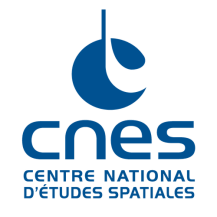 cnes
CENTRE NATIONAL
D'ÉTUDES SPATIALES